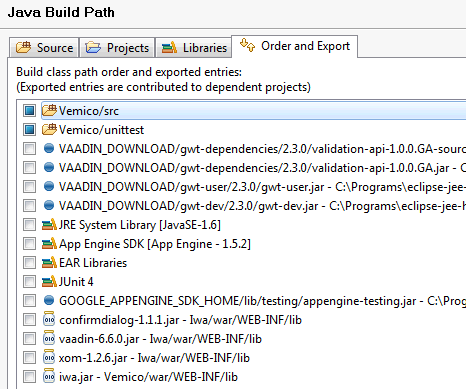 Java Build Path
Source Projects Libraries Order and Export
Build class path order and exported entries:
(Exported entries are contributed to dependent projects)
Vemico/src
Vemico/unittest
VAADIN_DOWNLOAD/gwt-dependencies/2.3.0/validation-api-1.0.0.GA-sour
VAADIN_DOWNLOAD/gwt-dependencies/2.3.0/validation-api-1.0.0.GA.jar - C
VAADIN_DOWNLOAD/gwt-user/2.3.0/gwt-user.jar - C:\Programs\eclipse-jee-
VAADIN_DOWNLOAD/gwt-dev/2.3.0/gwt-dev.jar - C:\Programs\eclipse-jee-h
JRE System Library [JavaSE-1.6]
App Engine SDK [App Engine - 1.5.2]
EAR Libraries
JUnit 4
GOOGLE_APPENGINE_SDK_HOME/lib/testing/appengine-testing.jar - C:\Pro
confirmdialog-1.1.1.jar - Iwa/war/WEB-INF/lib
vaadin-6.6.0.jar - Iwa/war/WEB-INF/lib
xom-1.2.6.jar - Iwa/war/WEB-INF/lib
iwa.jar - Vemico/war/WEB-INF/lib